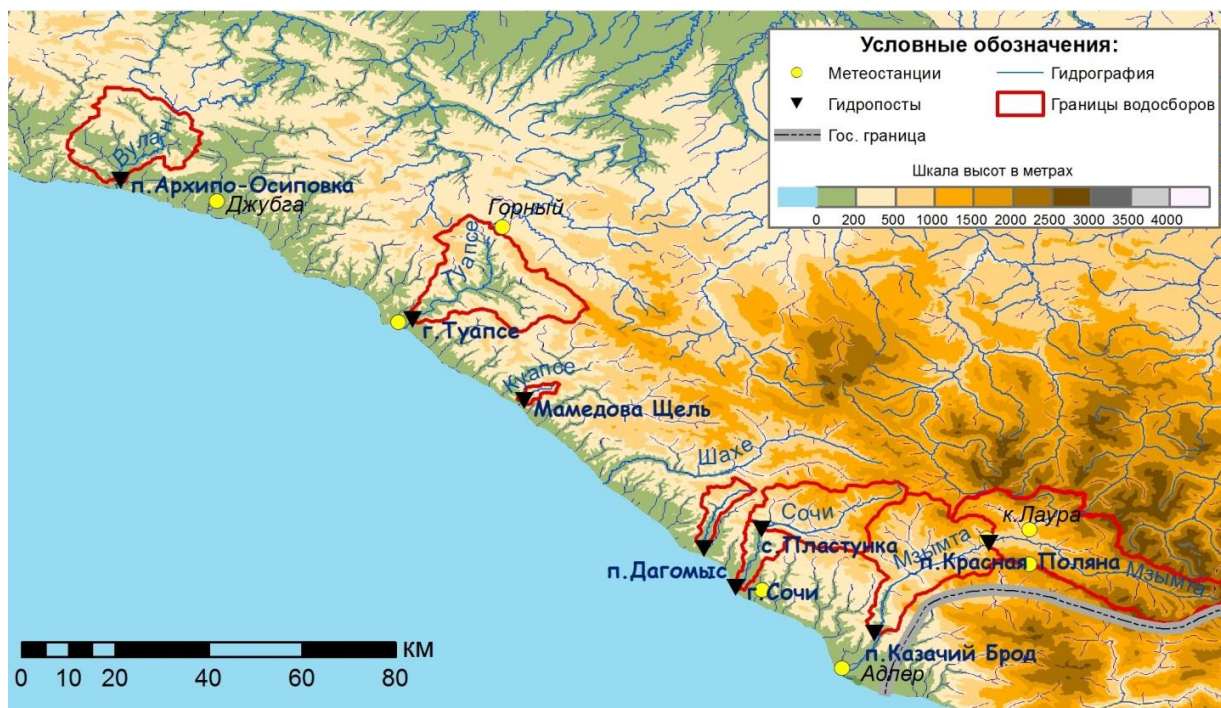 Условные обозначения:
Метеостанции
Гидрография
Гидропосты
Границы водосборов
Гос. граница
Шкала высот в метрах
0 200 500 1000 1500 2000 2500 3000 3500 4000
Вулан
п.Архипо-Осиповка
Джубга
Горный
Туапсе
г.Туапсе
Куапсе
Мамедова Щель
Шахе
Сочи
к.Лаура
с Пластунка
Мзымта
п.Красная Поляна
Мзымта
п.Дагомыс
г.Сочи
п.Казачий Брод
Адлер
КМ
0 10 20 40 60 80